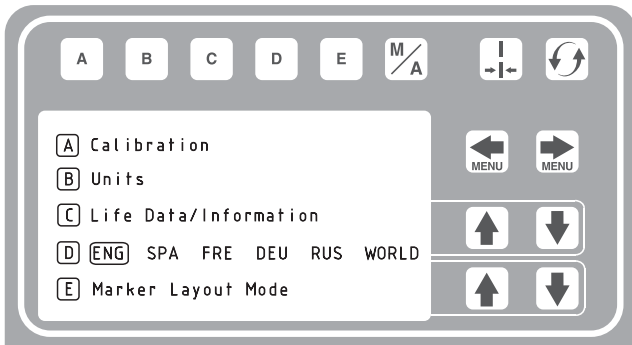 A B C D E M/A
MENU MENU
A Calibration
B Units
C Life Data/Information
D ENG SPA FRE DEU RUS WORLD
E Marker Layout Mode